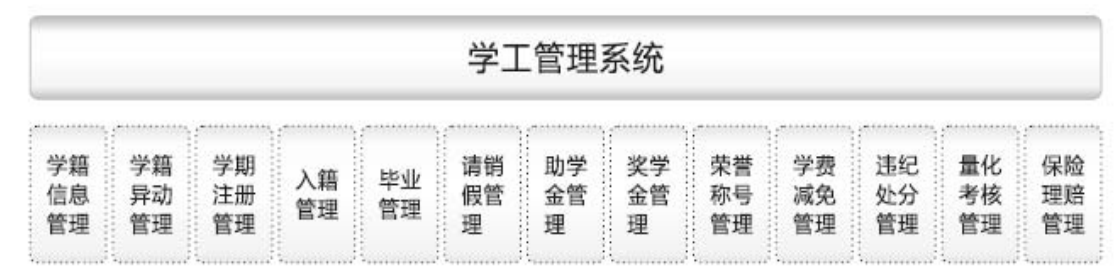 学工管理系统
学籍
信息
管理
学籍
异动
管理
学期
注册
管理
入籍
管理
毕业
管理
请销
假管
理
助学
金管
理
奖学
金管
理
荣誉
称号
管理
学费
减免
管理
违纪
处分
管理
量化
考核
管理
保险
理赔
管理